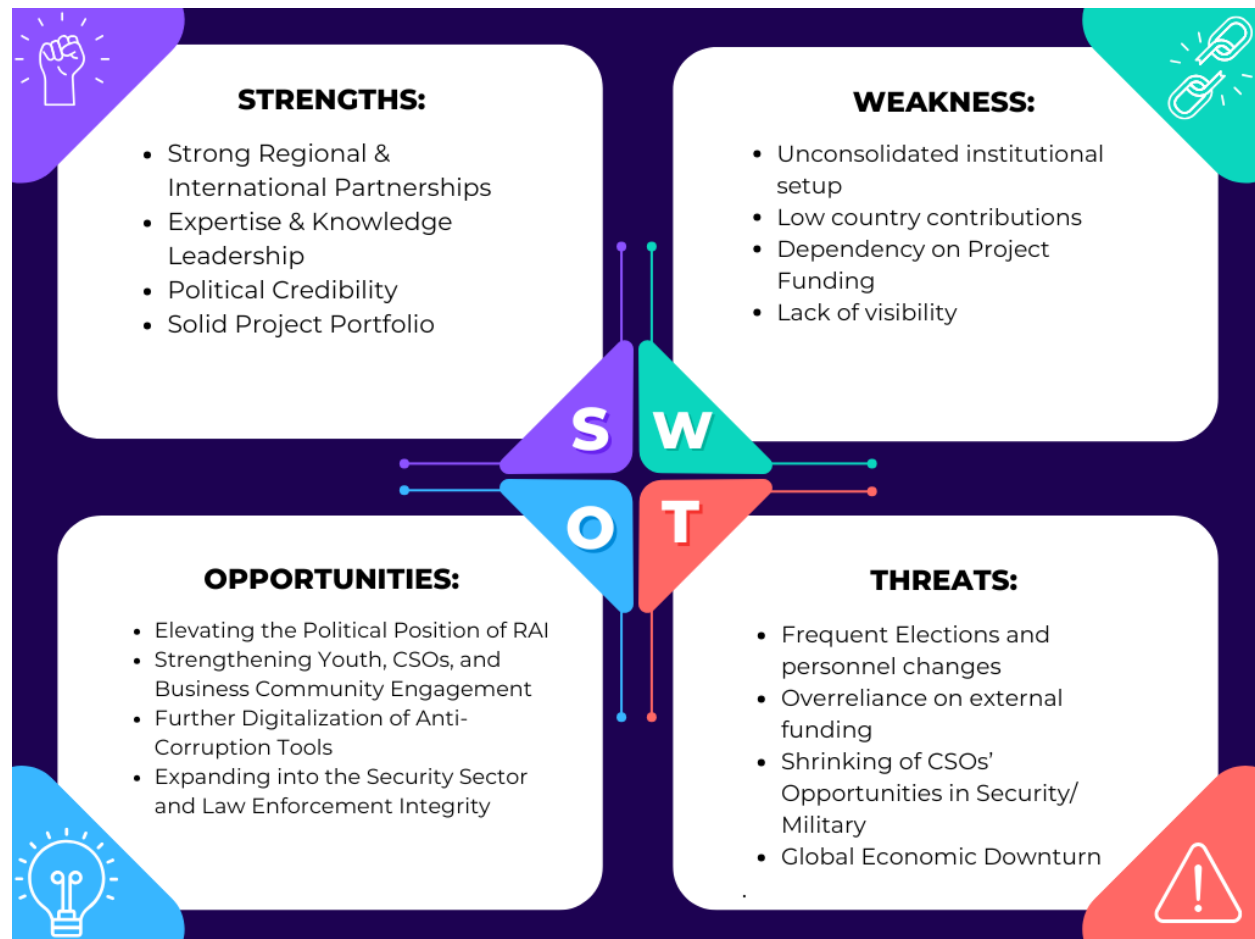 STRENGTHS:
• Strong Regional &
International Partnerships
• Expertise & Knowledge
Leadership
• Political Credibility
• Solid Project Portfolio
WEAKNESS:
• Unconsolidated institutional
setup
• Low country contributions
• Dependency on Project
Funding
• Lack of visibility
S W
O T
OPPORTUNITIES:
• Elevating the Political Position of RAI
• Strengthening Youth, CSOs, and
Business Community Engagement
• Further Digitalization of Anti-
Corruption Tools
• Expanding into the Security Sector
and Law Enforcement Integrity
THREATS:
• Frequent Elections and
personnel changes
• Overreliance on external
funding
• Shrinking of CSOs’
Opportunities in Security/
Military
• Global Economic Downturn
.